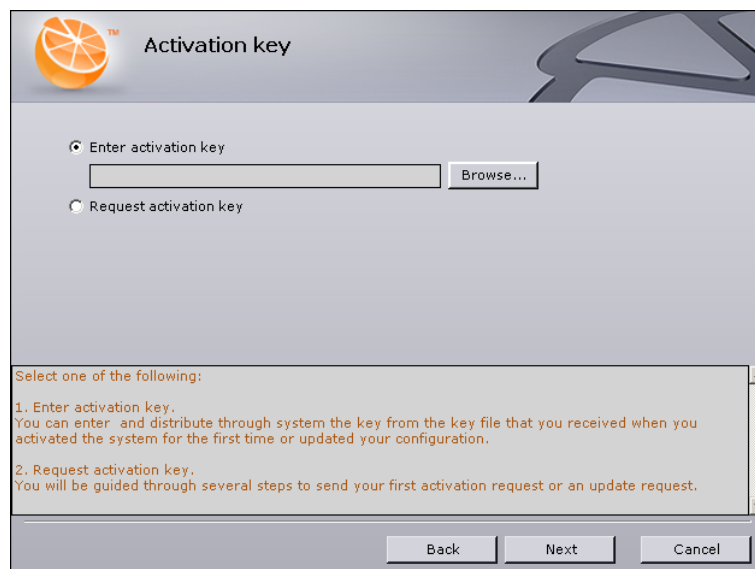 TM
Activation key
Enter activation key
Browse...
Request activation key
Select one of the following:
1. Enter activation key.
You can enter and distribute through system the key from the key file that you received when you
activated the system for the first time or updated your configuration.
2. Request activation key.
You will be guided through several steps to send your first activation request or an update request.
Back
Next
Cancel